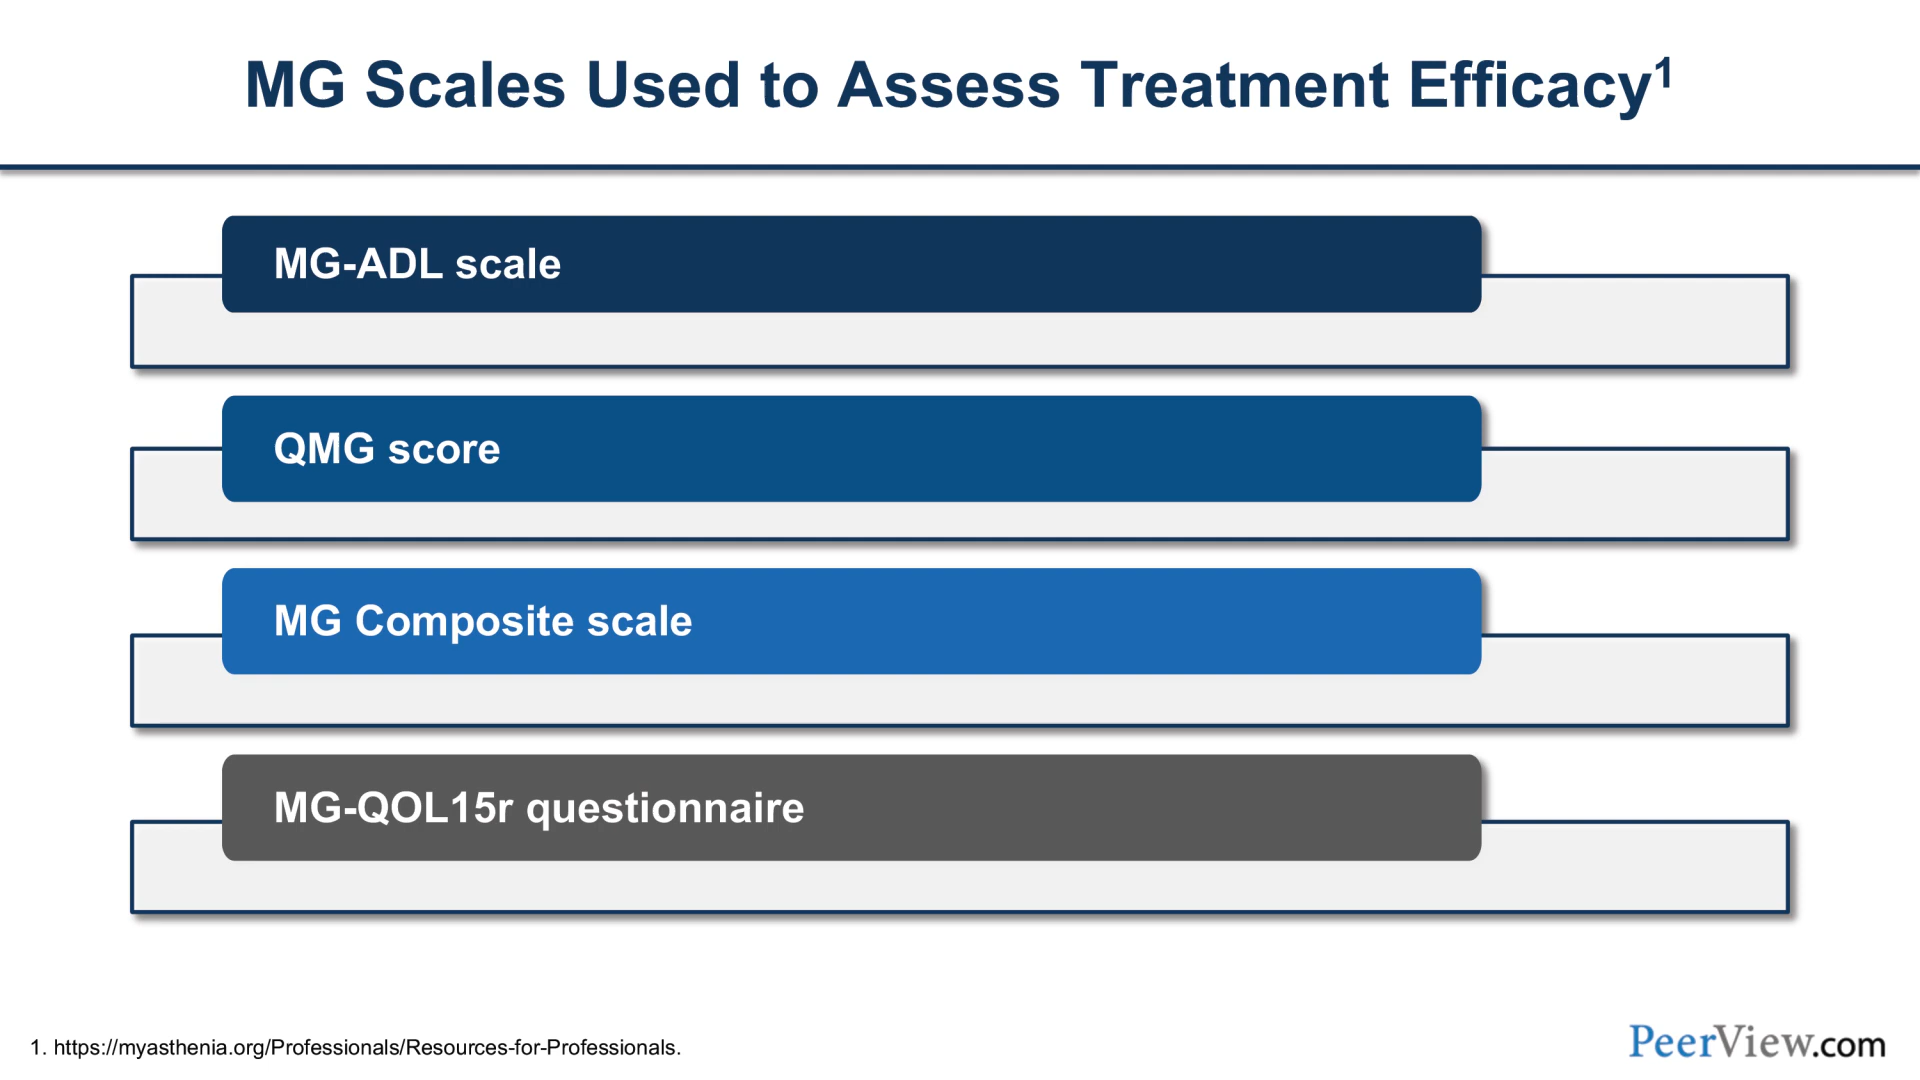 MG Scales Used to Assess Treatment Efficacy¹
MG-ADL scale
QMG score
MG Composite scale
MG-QOL15r questionnaire
1. https://myasthenia.org/Professionals/Resources-for-Professionals.
PeerView.com